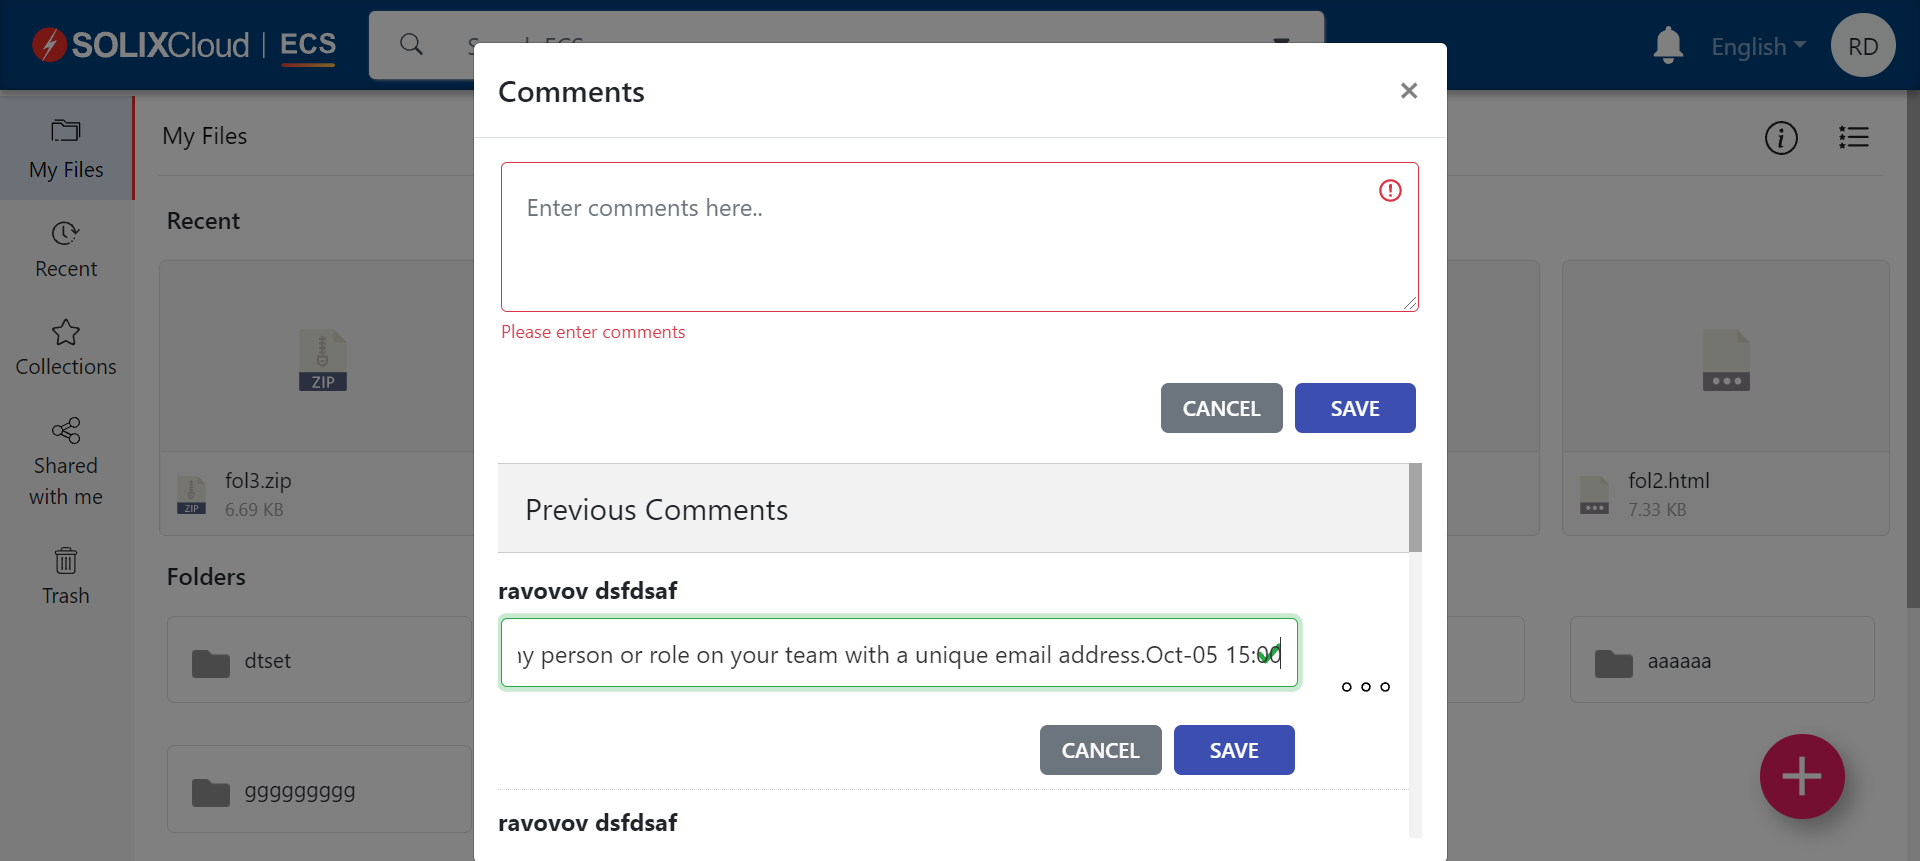 SOLIXCloud | ECS
English
RD
Comments
×
My Files
My Files
Enter comments here..
Recent
Please enter comments
Recent
Collections
CANCEL
SAVE
ZIP
Shared
with me
fol3.zip
ZIP
6.69 KB
Previous Comments
fol2.html
7.33 KB
Folders
Trash
ravovov dsfdsaf
person or role on your team with a unique email address.Oct-05 15:00
dtset
aaaaaa
CANCEL
SAVE
ggggggggg
ravovov dsfdsaf